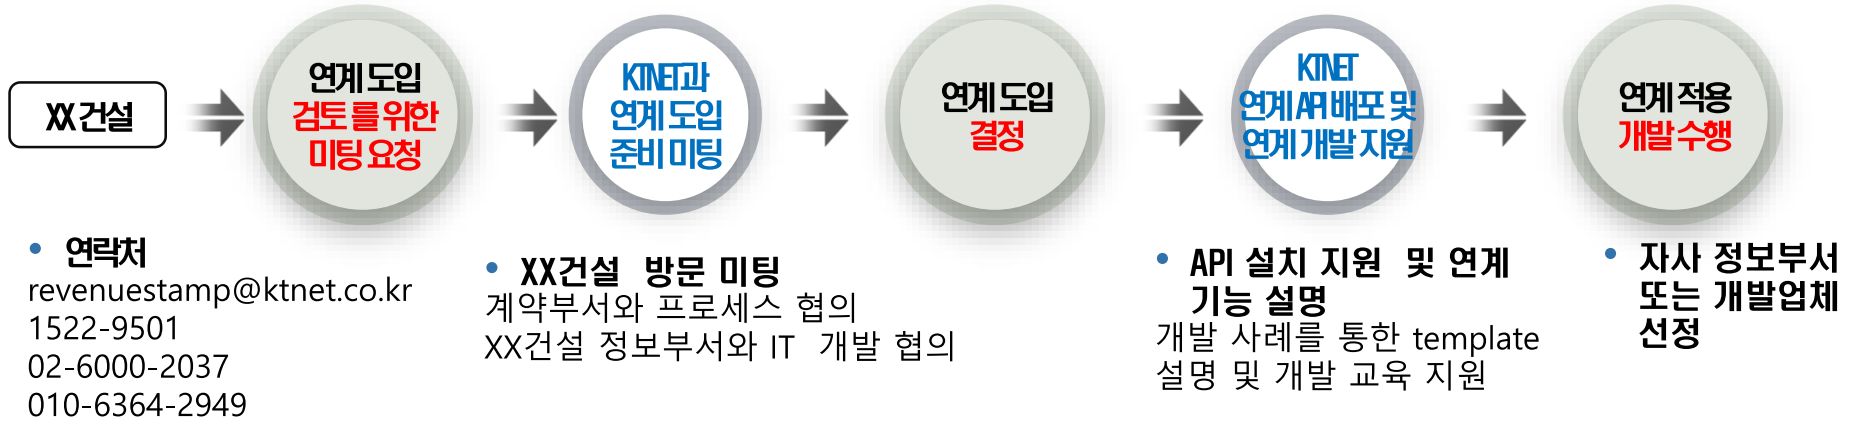 XX건설
연계 도입
검토를 위한
미팅 요청
KTNET과
연계 도입
준비 미팅
연계 도입
결정
KTNET
연계 API 배포 및
연계 개발 지원
연계 적용
개발 수행
• 연락처
revenuestamp@ktnet.co.kr
1522-9501
02-6000-2037
010-6364-2949
• XX건설 방문 미팅
계약부서와 프로세스 협의
XX건설 정보부서와 IT 개발 협의
• API 설치 지원 및 연계
기능 설명
개발 사례를 통한 template
설명 및 개발 교육 지원
• 자사 정보부서
또는 개발업체
선정